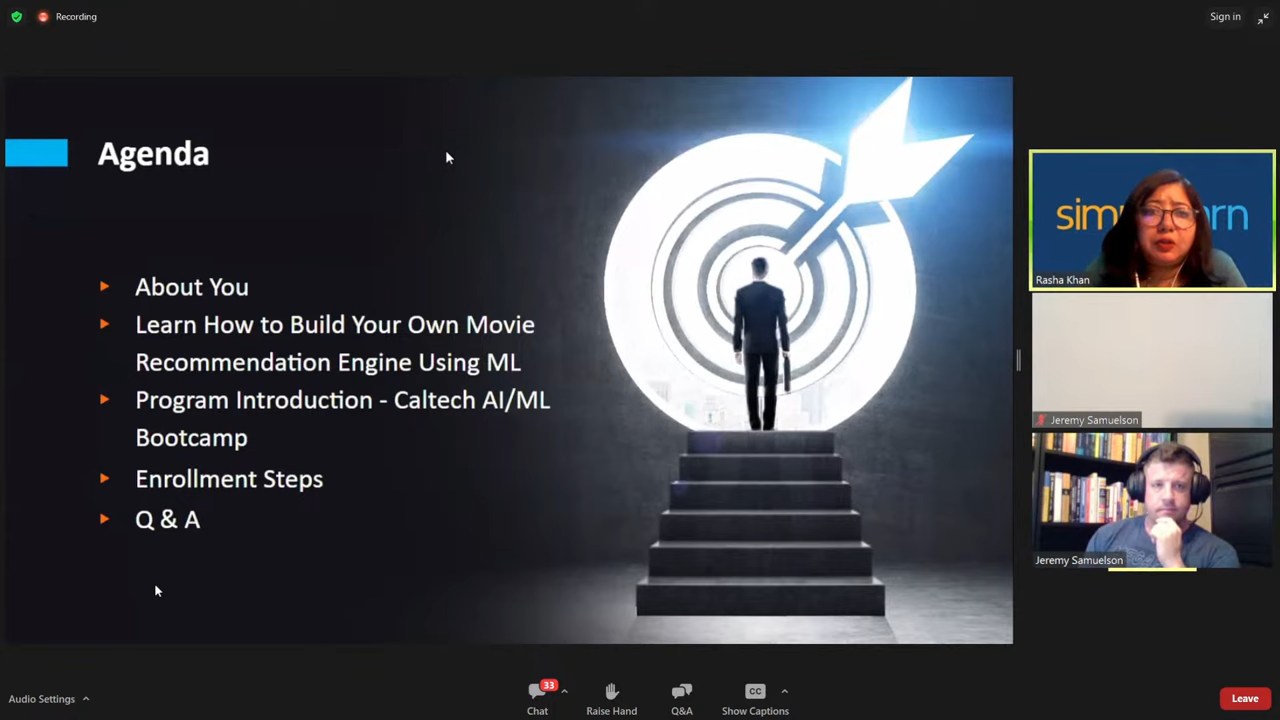 Recording
Sign in
Agenda
About You
Learn How to Build Your Own Movie
Recommendation Engine Using ML
Program Introduction - Caltech AI/ML
Bootcamp
Enrollment Steps
Q & A
Rasha Khan
Jeremy Samuelson
Jeremy Samuelson
Audio Settings
33
Chat
Raise Hand
Q&A
CC
Show Captions
Leave